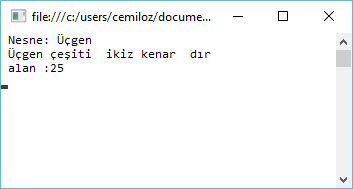 file:///c:/users/cemiloz/docume...
Nesne: Üçgen
Üçgen çeşiti  ikiz kenar  dır
alan :25